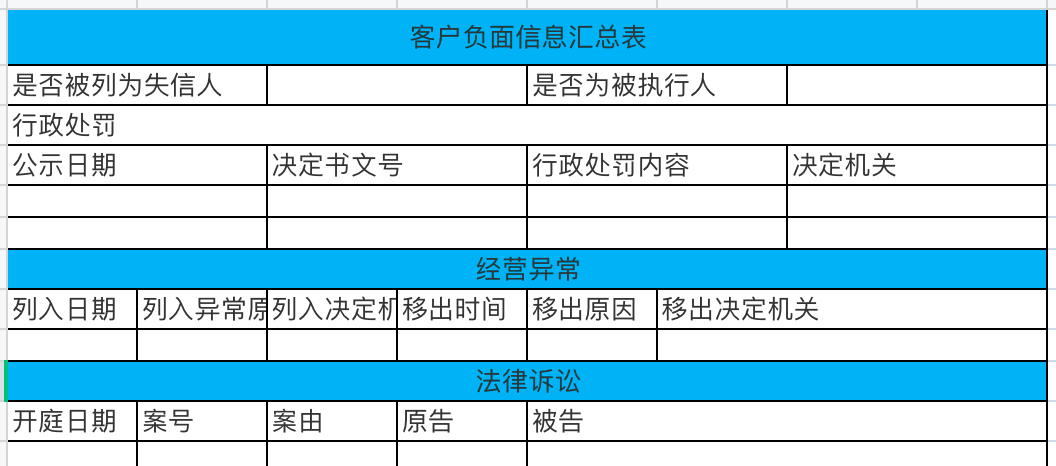 客户负面信息汇总表
是否被列为失信人 是否为被执行人
行政处罚
公示日期 决定书文号 行政处罚内容 决定机关
经营异常
列入日期 列入异常原 列入决定机 移出时间 移出原因 移出决定机关
法律诉讼
开庭日期 案号 案由 原告 被告